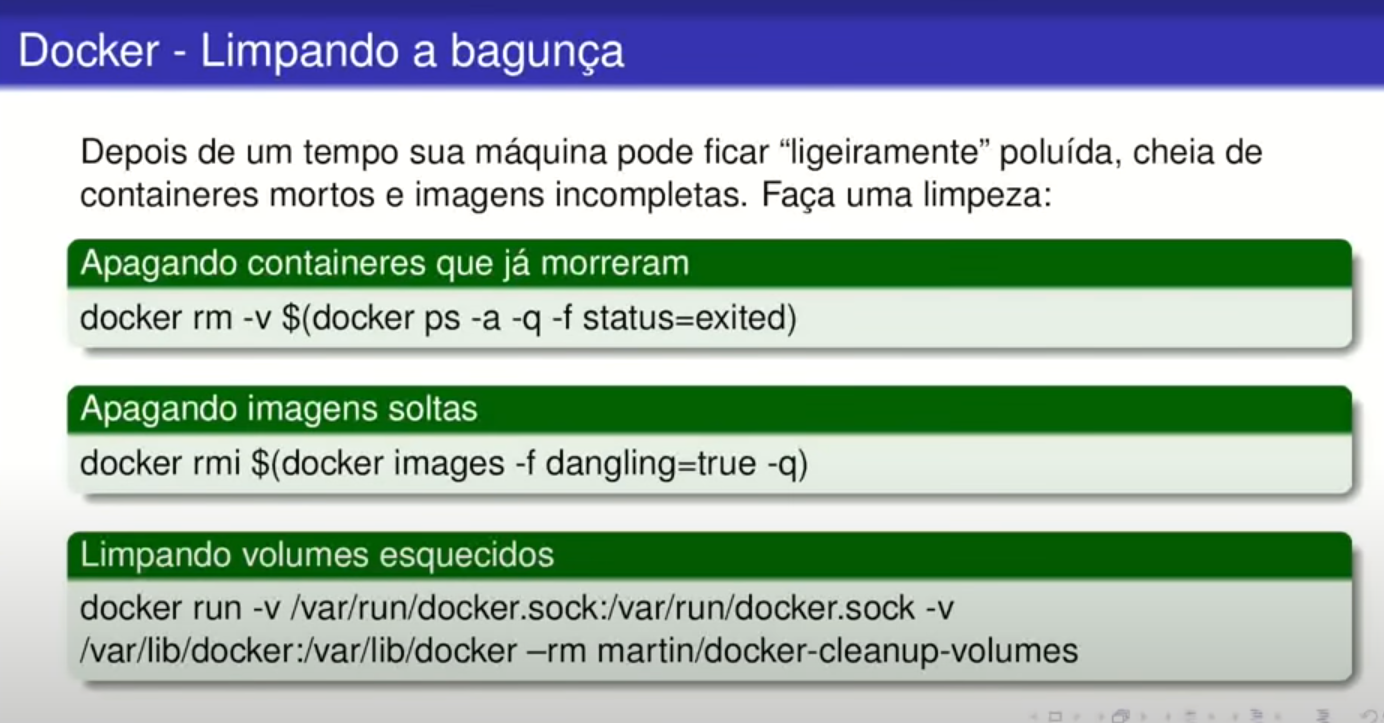 Docker - Limpando a bagunça
Depois de um tempo sua máquina pode ficar “ligeiramente” poluída, cheia de
containeres mortos e imagens incompletas. Faça uma limpeza:
Apagando containeres que já morreram
docker rm -v $(docker ps -a -q -f status=exited)
Apagando imagens soltas
docker rmi $(docker images -f dangling=true -q)
Limpando volumes esquecidos
docker run -v /var/run/docker.sock:/var/run/docker.sock -v
/var/lib/docker:/var/lib/docker –rm martin/docker-cleanup-volumes